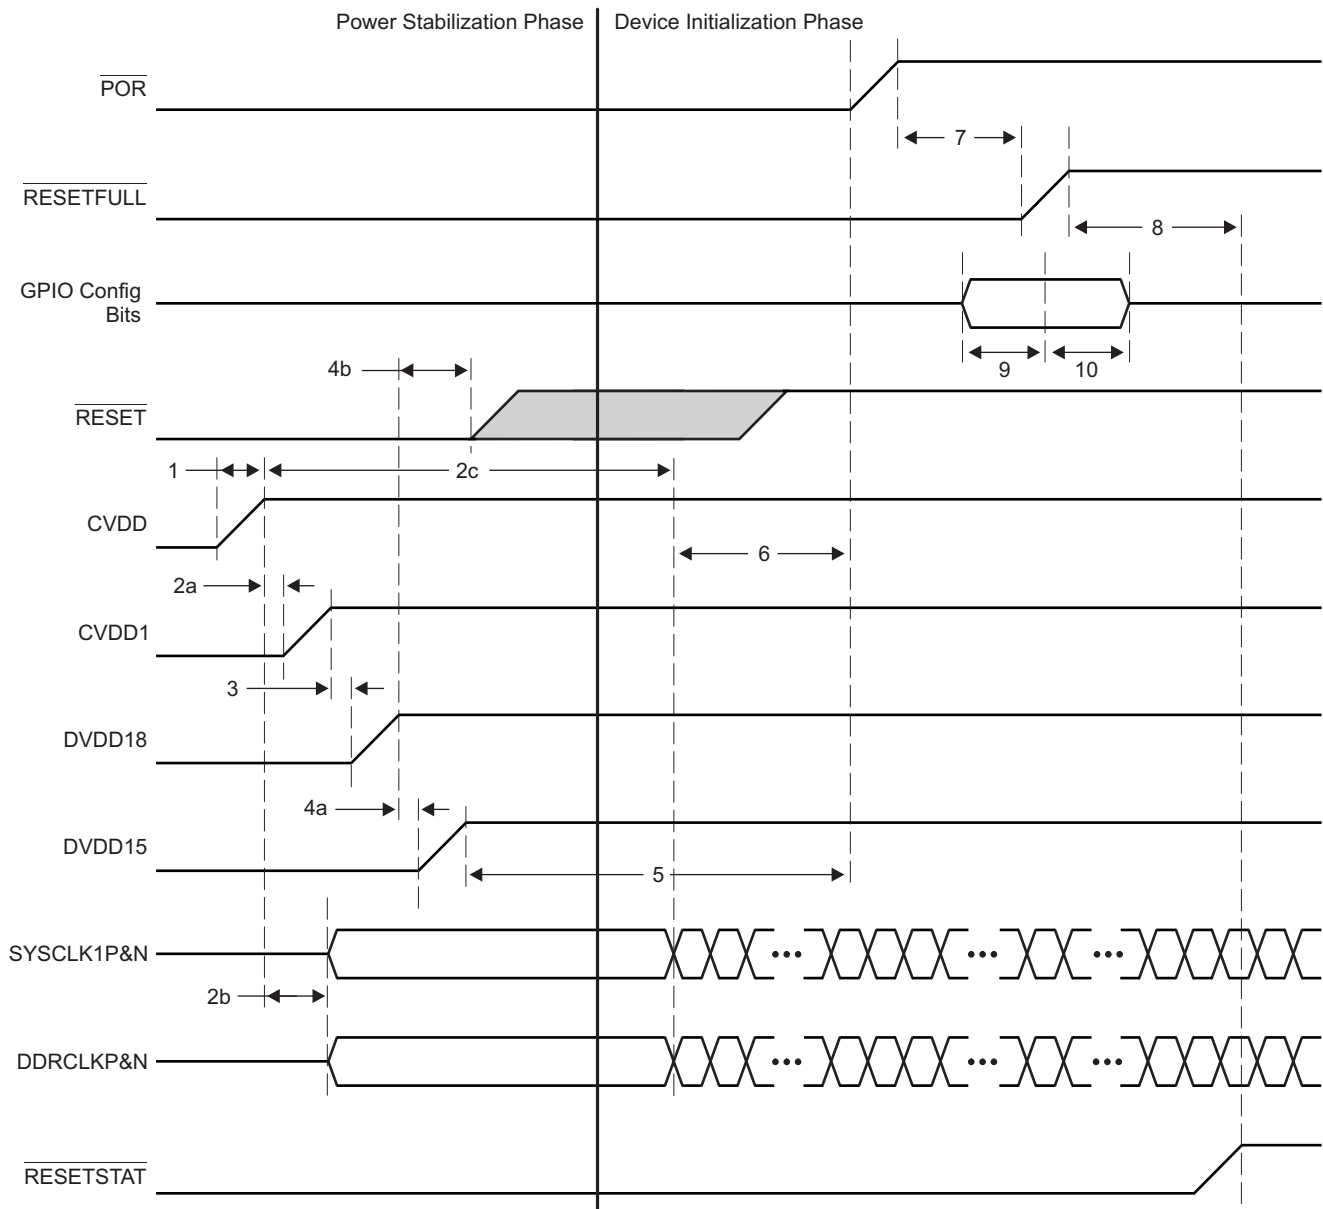 Power Stabilization Phase
Device Initialization Phase
POR
7
RESETFULL
8
GPIO Config
Bits
9
10
4b
RESET
1
2c
CVDD
6
2a
CVDD1
3
DVDD18
4a
DVDD15
5
SYSCLK1P&N
2b
DDRCLKP&N
RESETSTAT